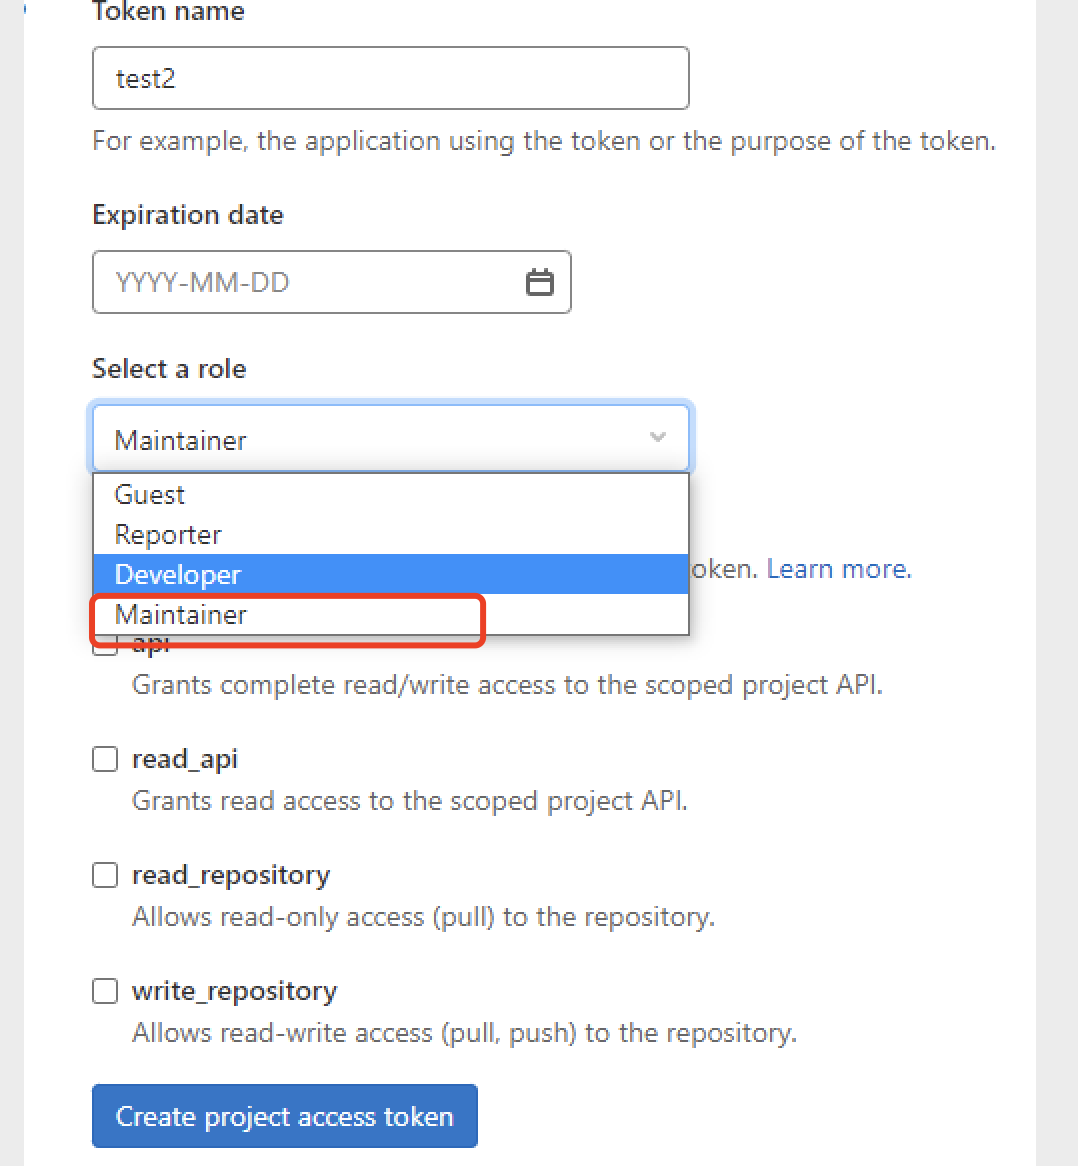 Token name
test2
For example, the application using the token or the purpose of the token.
Expiration date
YYYY-MM-DD
Select a role
Maintainer
Guest
Reporter
Developer
oken. Learn more.
Maintainer
api
Grants complete read/write access to the scoped project API.
read_api
Grants read access to the scoped project API.
read_repository
Allows read-only access (pull) to the repository.
write_repository
Allows read-write access (pull, push) to the repository.
Create project access token